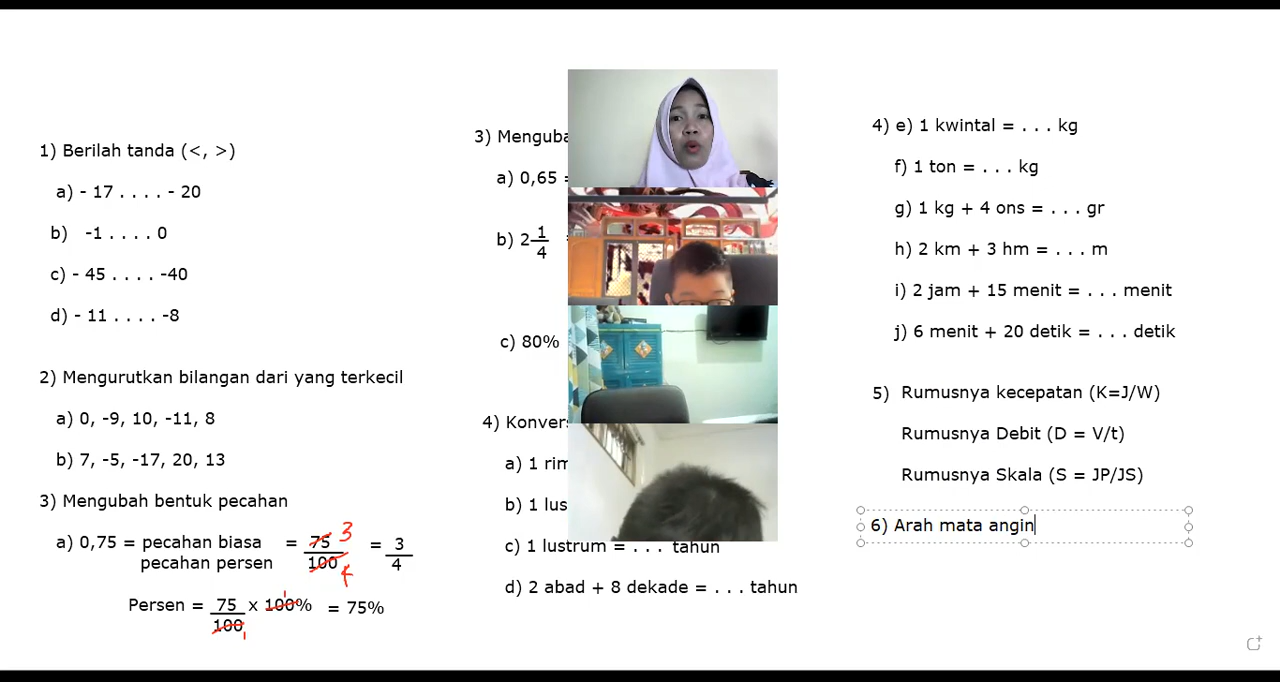 1) Berilah tanda (<, >)
a) - 17 . . . . - 20
b) -1 . . . . 0
c) - 45 . . . . -40
d) - 11 . . . . -8
2) Mengurutkan bilangan dari yang terkecil
a) 0, -9, 10, -11, 8
b) 7, -5, -17, 20, 13
3) Mengubah bentuk pecahan
a) 0,75 = pecahan biasa = 75/100 3 4 = 3/4
pecahan persen
Persen = 75/100 x 100% 1 1 = 75%
3)
a) 0,65
b) 2 1/4
c) 80%
4)
a) 1
b) 1
c) 1 lustrum = . . . tahun
d) 2 abad + 8 dekade = . . . tahun
4) e) 1 kwintal = . . . kg
f) 1 ton = . . . kg
g) 1 kg + 4 ons = . . . gr
h) 2 km + 3 hm = . . . m
i) 2 jam + 15 menit = . . . menit
j) 6 menit + 20 detik = . . . detik
5) Rumusnya kecepatan (K=J/W)
Rumusnya Debit (D = V/t)
Rumusnya Skala (S = JP/JS)
6) Arah mata angin